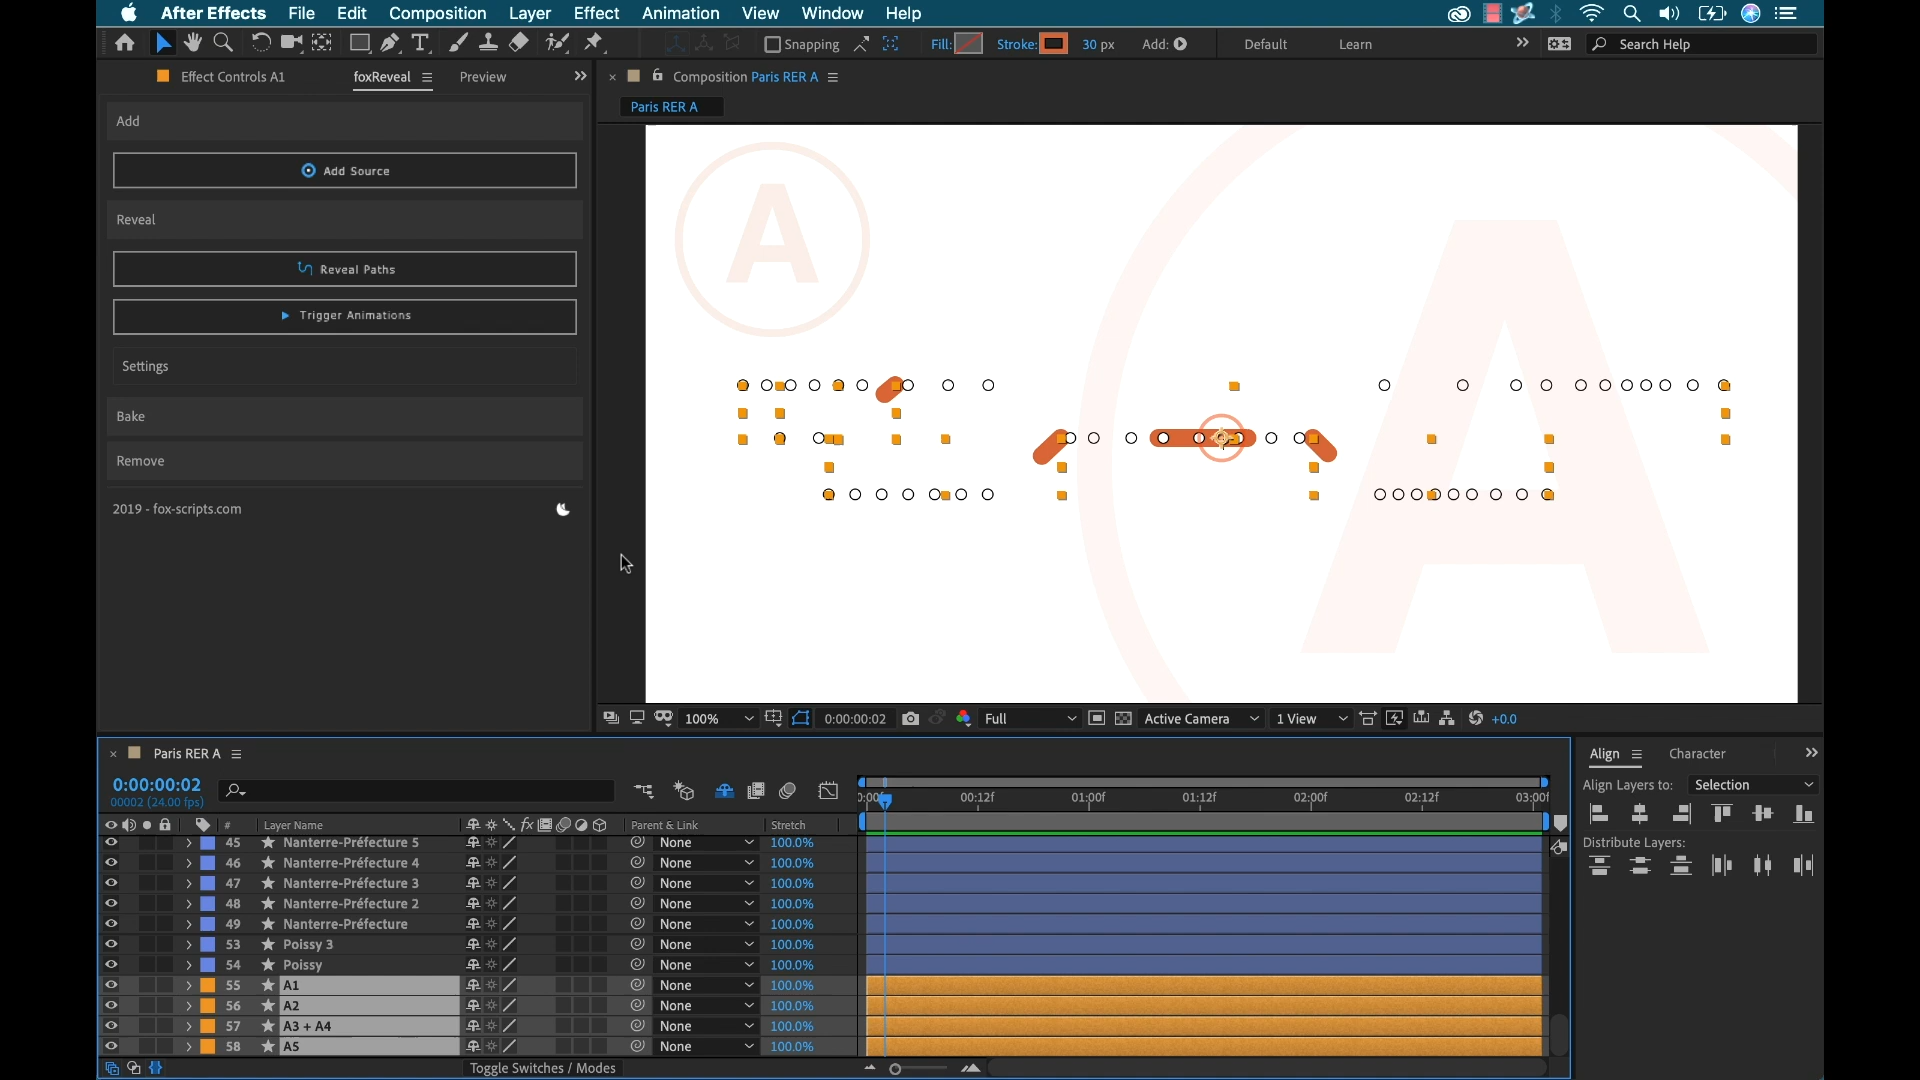 After Effects File Edit Composition Layer Effect Animation View Window Help
Snapping Fill: Stroke: 30 px Add: Default Learn Search Help
Effect Controls A1 foxReveal Preview
Composition Paris RER A
Paris RER A
Add
Add Source
Reveal
Reveal Paths
Trigger Animations
Settings
Bake
Remove
2019 - fox-scripts.com
A
A
100% 0:00:00:02 Full Active Camera 1 View +0.0
Paris RER A
0:00:00:02
00002 (24.00 fps)
00:12f 01:00f 01:12f 02:00f 02:12f 03:00f
# Layer Name Parent & Link Stretch
45 Nanterre-Préfecture 5 None 100.0%
46 Nanterre-Préfecture 4 None 100.0%
47 Nanterre-Préfecture 3 None 100.0%
48 Nanterre-Préfecture 2 None 100.0%
49 Nanterre-Préfecture None 100.0%
53 Poissy 3 None 100.0%
54 Poissy None 100.0%
55 A1 None 100.0%
56 A2 None 100.0%
57 A3 + A4 None 100.0%
58 A5 None 100.0%
Toggle Switches / Modes
Align Character
Align Layers to: Selection
Distribute Layers: